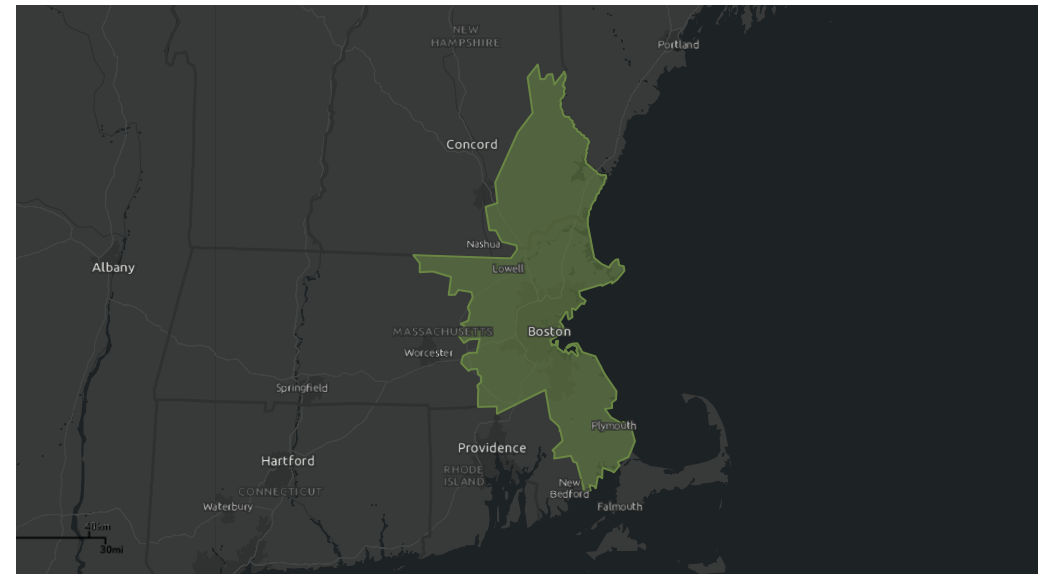 NEW
HAMPSHIRE
Portland
Concord
Nashua
Albany
Lowell
MASSACHUSETTS
Boston
Worcester
Springfield
Plymouth
Providence
Hartford
RHODE
ISLAND
New
Bedford
CONNECTICUT
Waterbury
Falmouth
40km
30mi